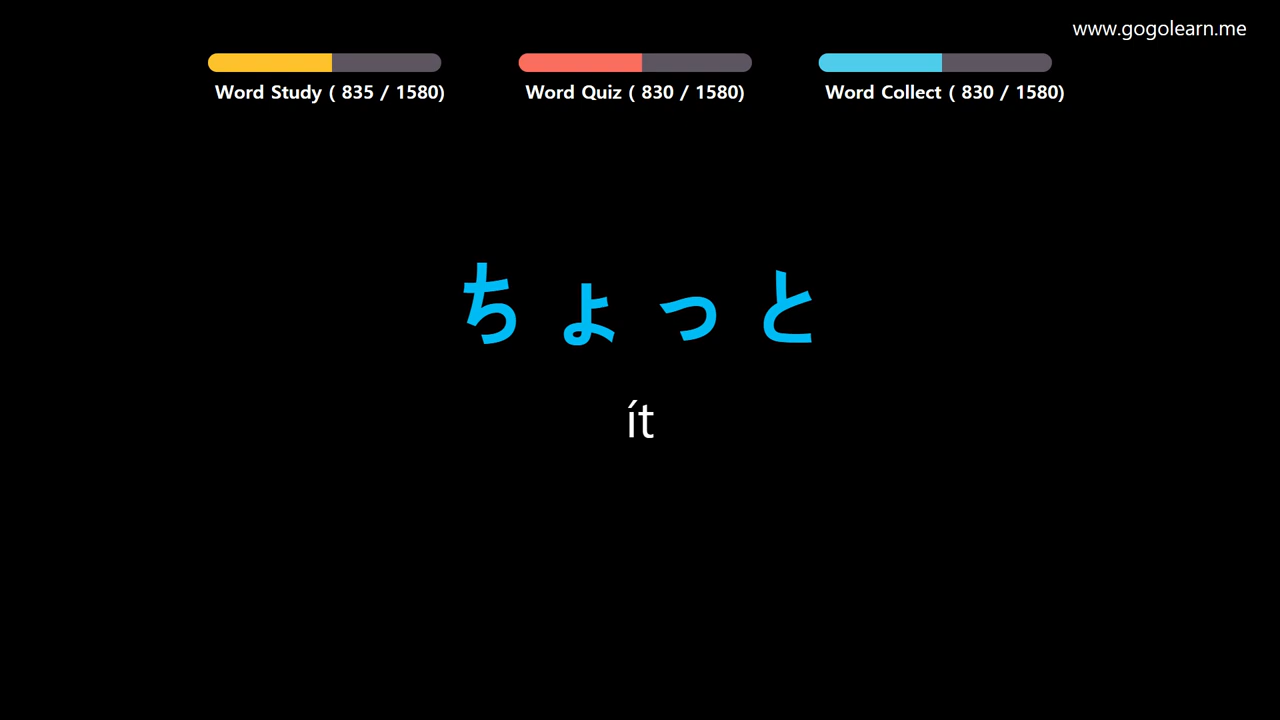 www.gogolearn.me
Word Study ( 835 / 1580)
Word Quiz ( 830 / 1580)
Word Collect ( 830 / 1580)
ちょっと
ít